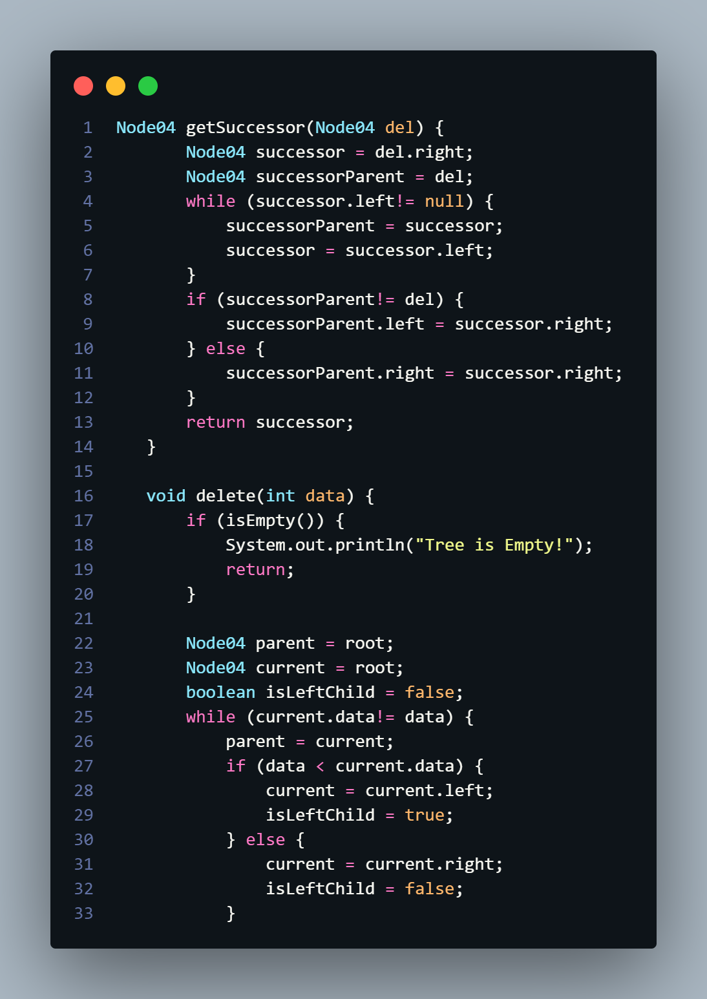 1 Node04 getSuccessor(Node04 del) {
2 Node04 successor = del.right;
3 Node04 successorParent = del;
4 while (successor.left!= null) {
5 successorParent = successor;
6 successor = successor.left;
7 }
8 if (successorParent!= del) {
9 successorParent.left = successor.right;
10 } else {
11 successorParent.right = successor.right;
12 }
13 return successor;
14 }
15
16 void delete(int data) {
17 if (isEmpty()) {
18 System.out.println("Tree is Empty!");
19 return;
20 }
21
22 Node04 parent = root;
23 Node04 current = root;
24 boolean isLeftChild = false;
25 while (current.data!= data) {
26 parent = current;
27 if (data < current.data) {
28 current = current.left;
29 isLeftChild = true;
30 } else {
31 current = current.right;
32 isLeftChild = false;
33 }